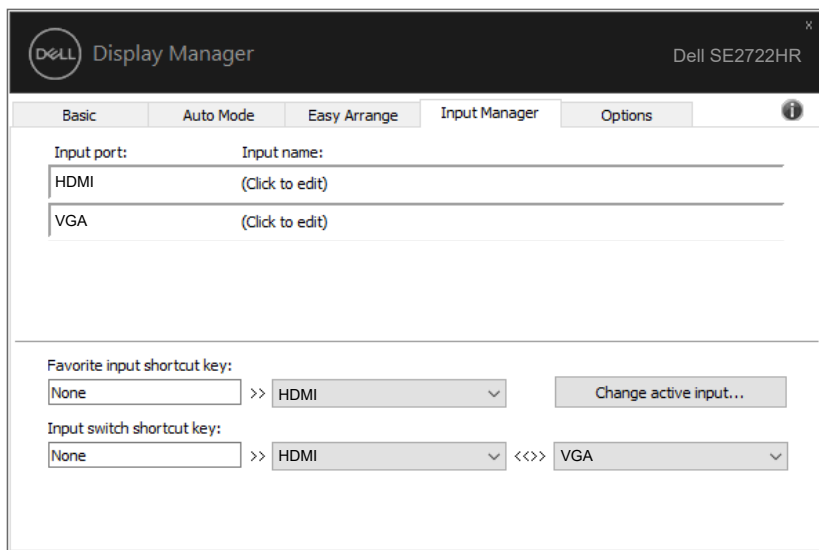 x
DELL Display Manager Dell SE2722HR
Basic Auto Mode Easy Arrange Input Manager Options i
Input port: Input name:
HDMI (Click to edit)
VGA (Click to edit)
Favorite input shortcut key:
None >> HDMI Change active input...
Input switch shortcut key:
None >> HDMI <<>> VGA